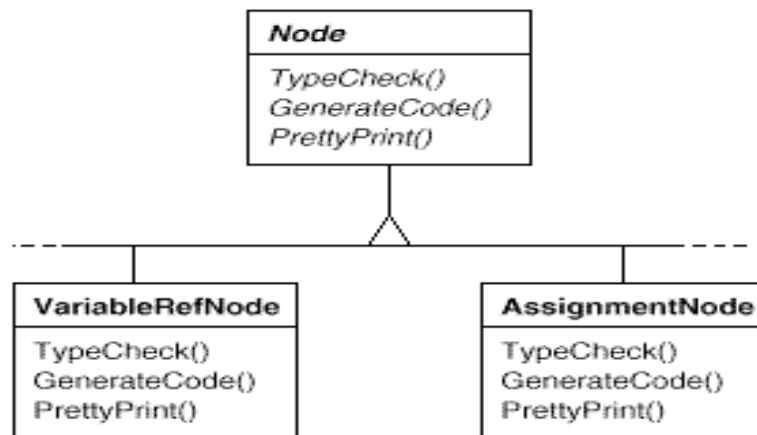 Node
TypeCheck()
GenerateCode()
PrettyPrint()
VariableRefNode
TypeCheck()
GenerateCode()
PrettyPrint()
AssignmentNode
TypeCheck()
GenerateCode()
PrettyPrint()